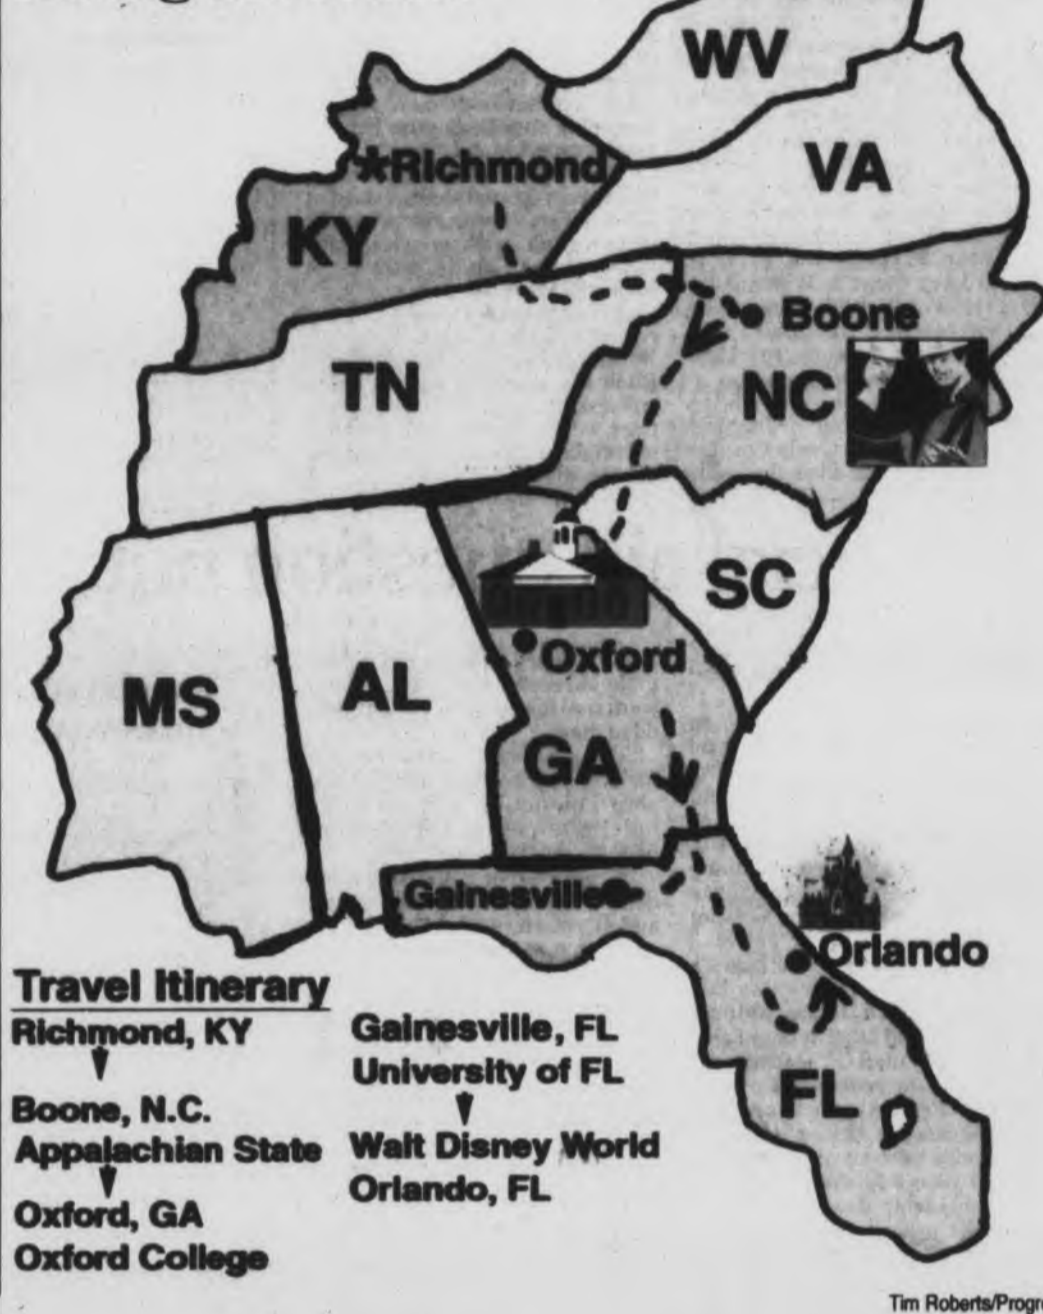 WV
VA
*Richmond
KY
Boone
TN
NC
SC
Oxford
MS
AL
GA
Gainesville
Orlando
FL
Travel Itinerary
Richmond, KY
Boone, N.C.
Appalachian State
Oxford, GA
Oxford College
Gainesville, FL
University of FL
Walt Disney World
Orlando, FL
Tim Roberts/Progre